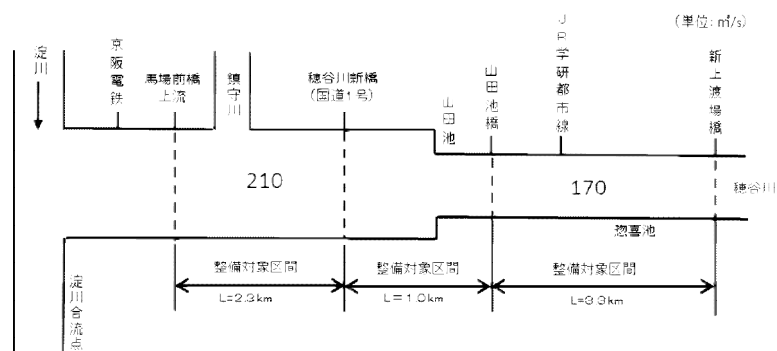 (単位: ㎥/s)
淀川
京阪電鉄
馬場前橋
上流
鎮守川
穂谷川新橋
(国道1号)
山田池
山田池橋
JR学研都市線
新上渡場橋
210
170
穂谷川
惣喜池
淀川合流点
整備対象区間
L=2.3km
整備対象区間
L=1.0km
整備対象区間
L=3.3km